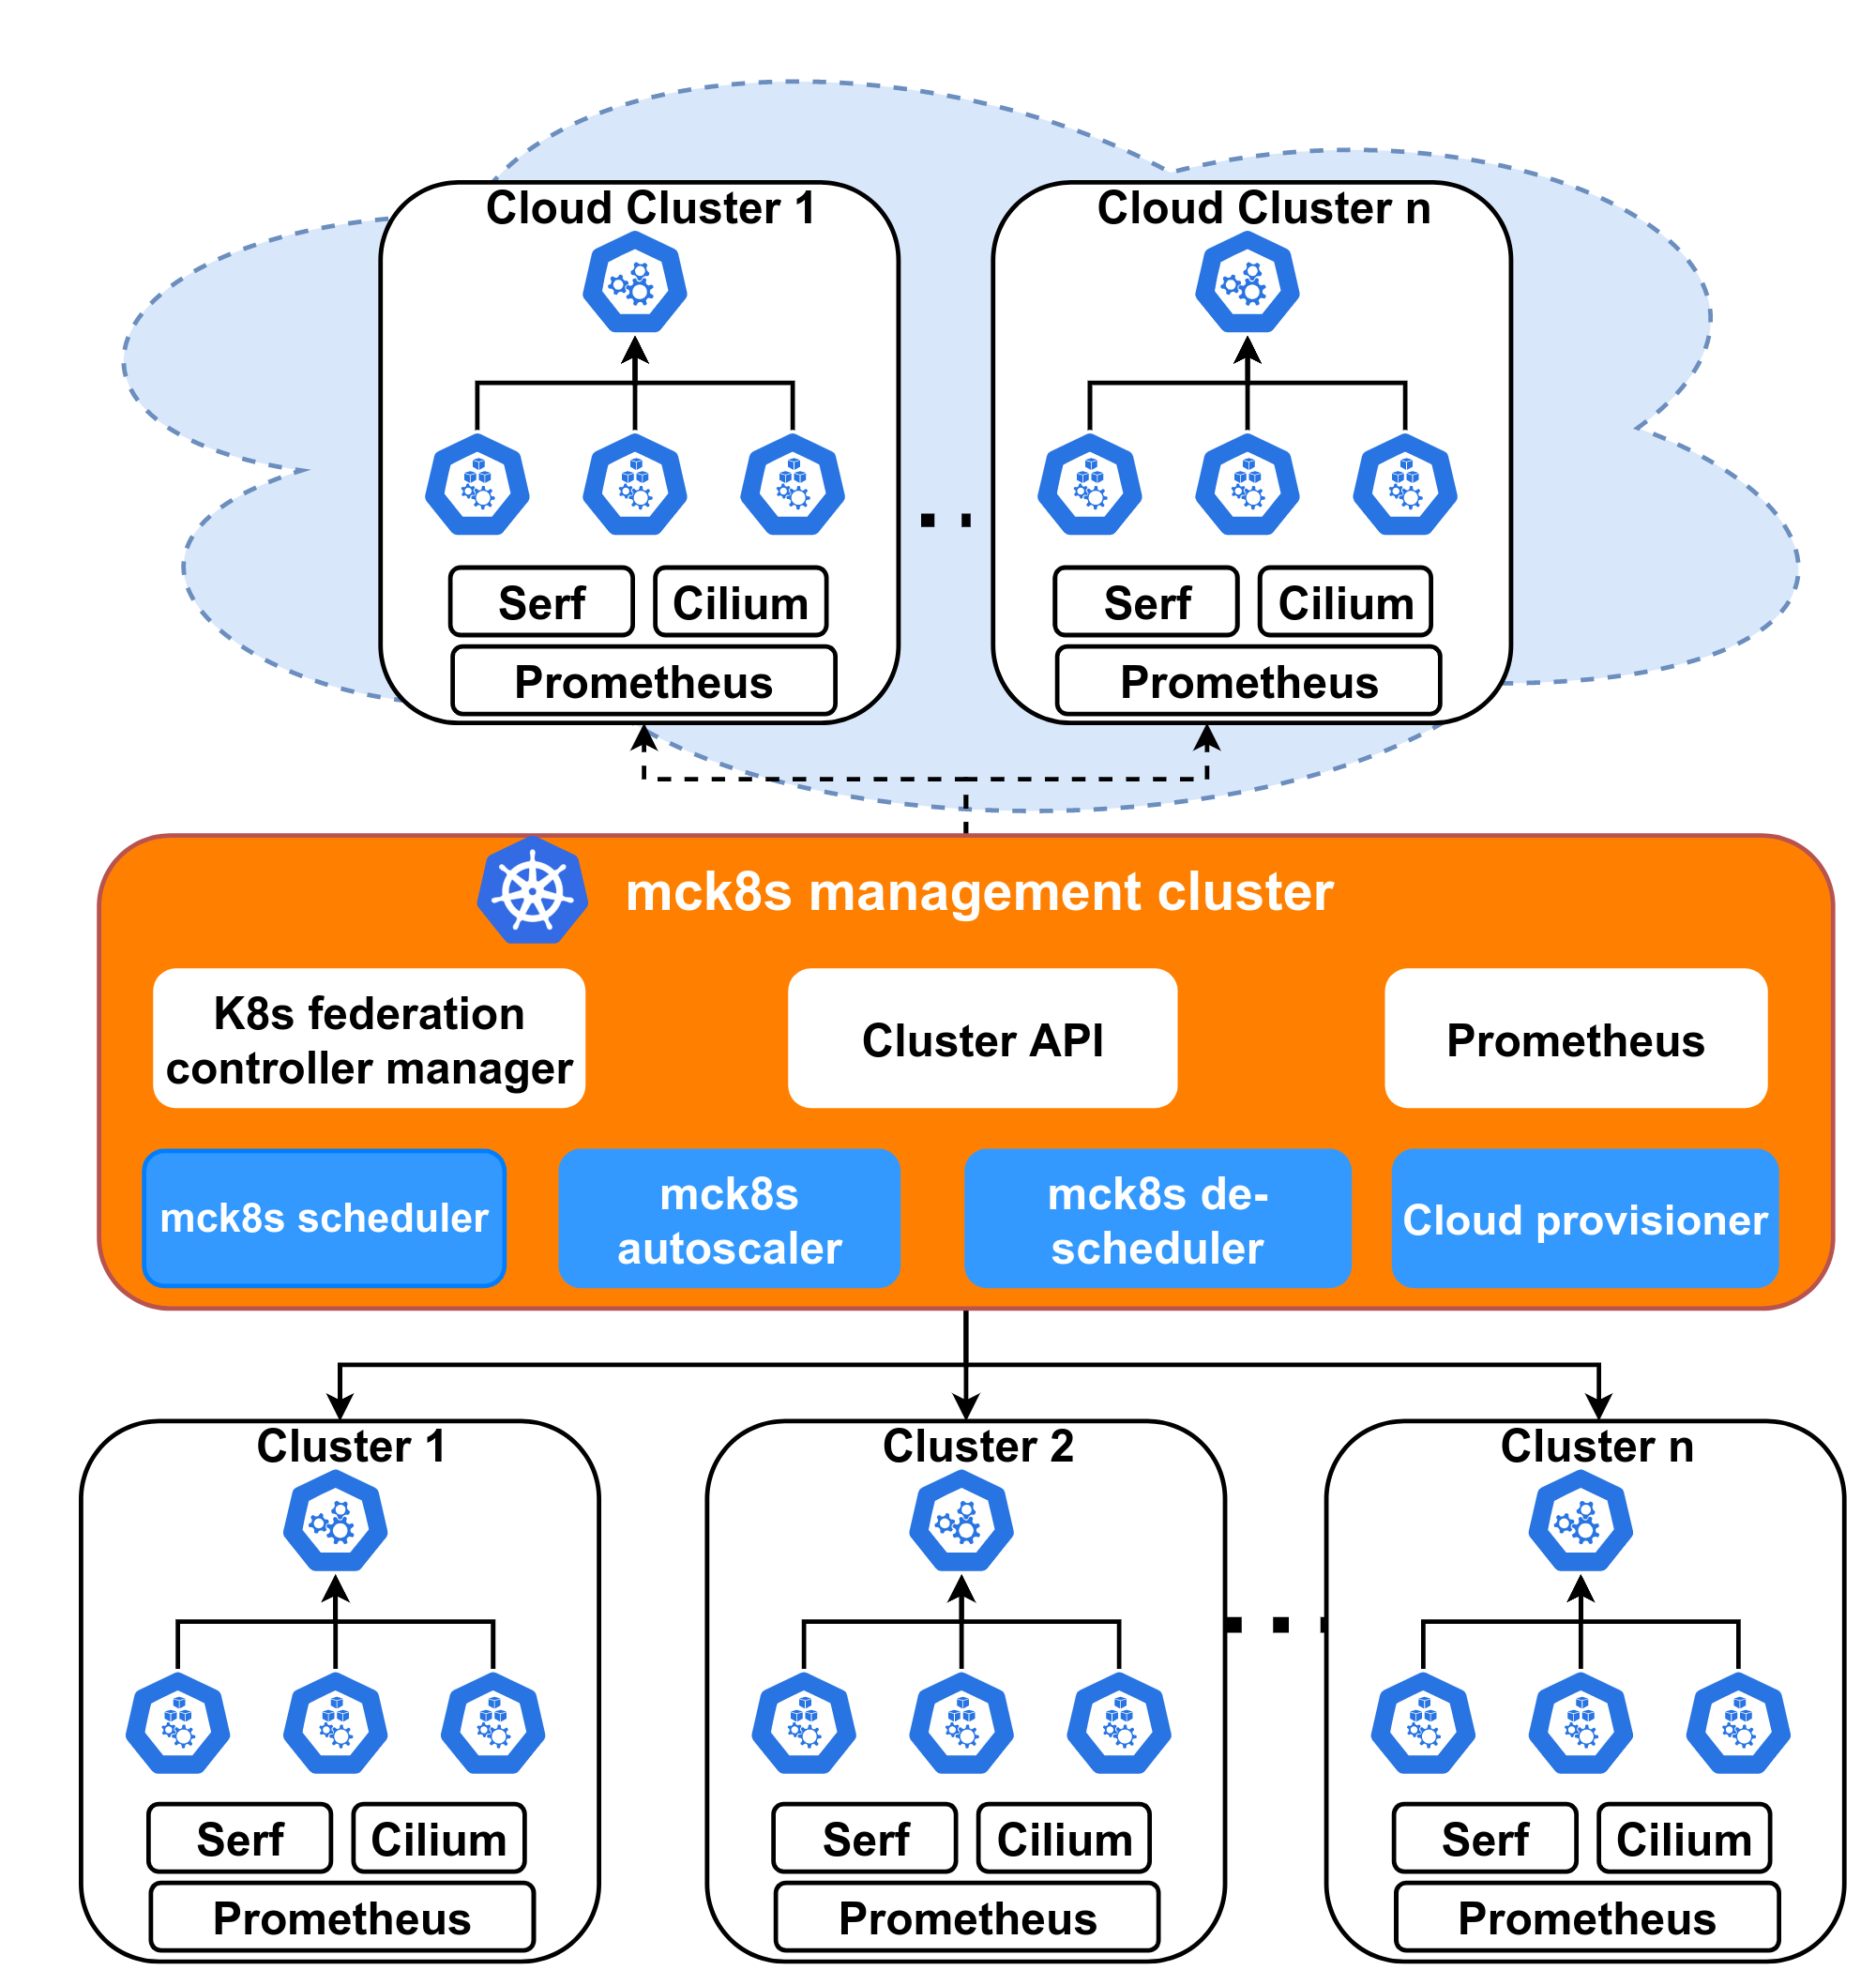 Cloud Cluster 1
Cloud Cluster n
Serf
Cilium
Prometheus
Serf
Cilium
Prometheus
mck8s management cluster
K8s federation
controller manager
Cluster API
Prometheus
mck8s scheduler
mck8s
autoscaler
mck8s de-
scheduler
Cloud provisioner
Cluster 1
Cluster 2
Cluster n
Serf
Cilium
Prometheus
Serf
Cilium
Prometheus
Serf
Cilium
Prometheus